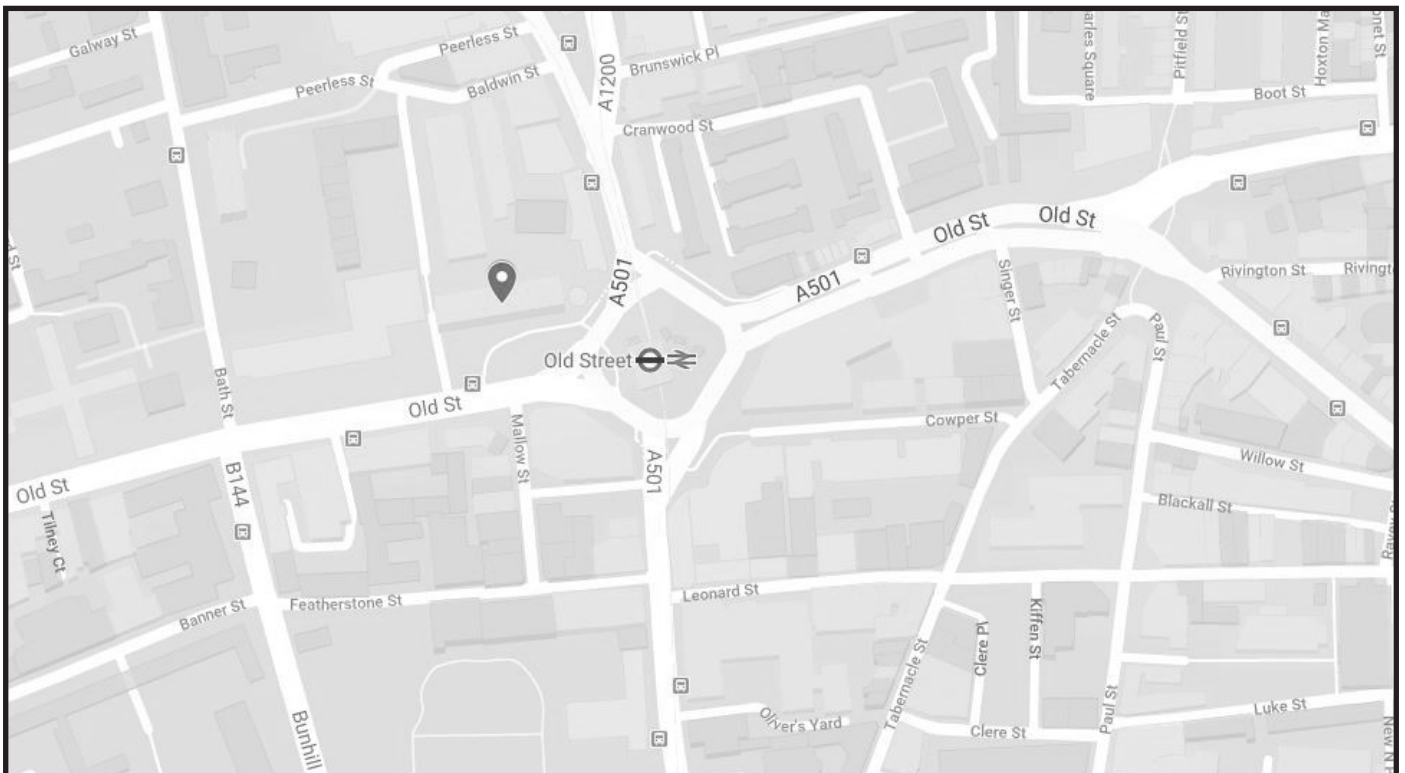 Galway St
Peerless St
Peerless St
Baldwin St
A1200
Brunswick Pl
Cranwood St
Pitfield St
Boot St
Old St
Old St
A501
A501
Rivington St
Singer St
Tabernacle St
Paul St
Old Street
Bath St
Old St
Mallow St
Cowper St
A501
Willow St
Old St
B144
Blackall St
Tilney Ct
Leonard St
Featherstone St
Banner St
Kiffen St
Clere Pl
Tabernacle St
Paul St
Luke St
Oliver's Yard
Clere St
Bunhill